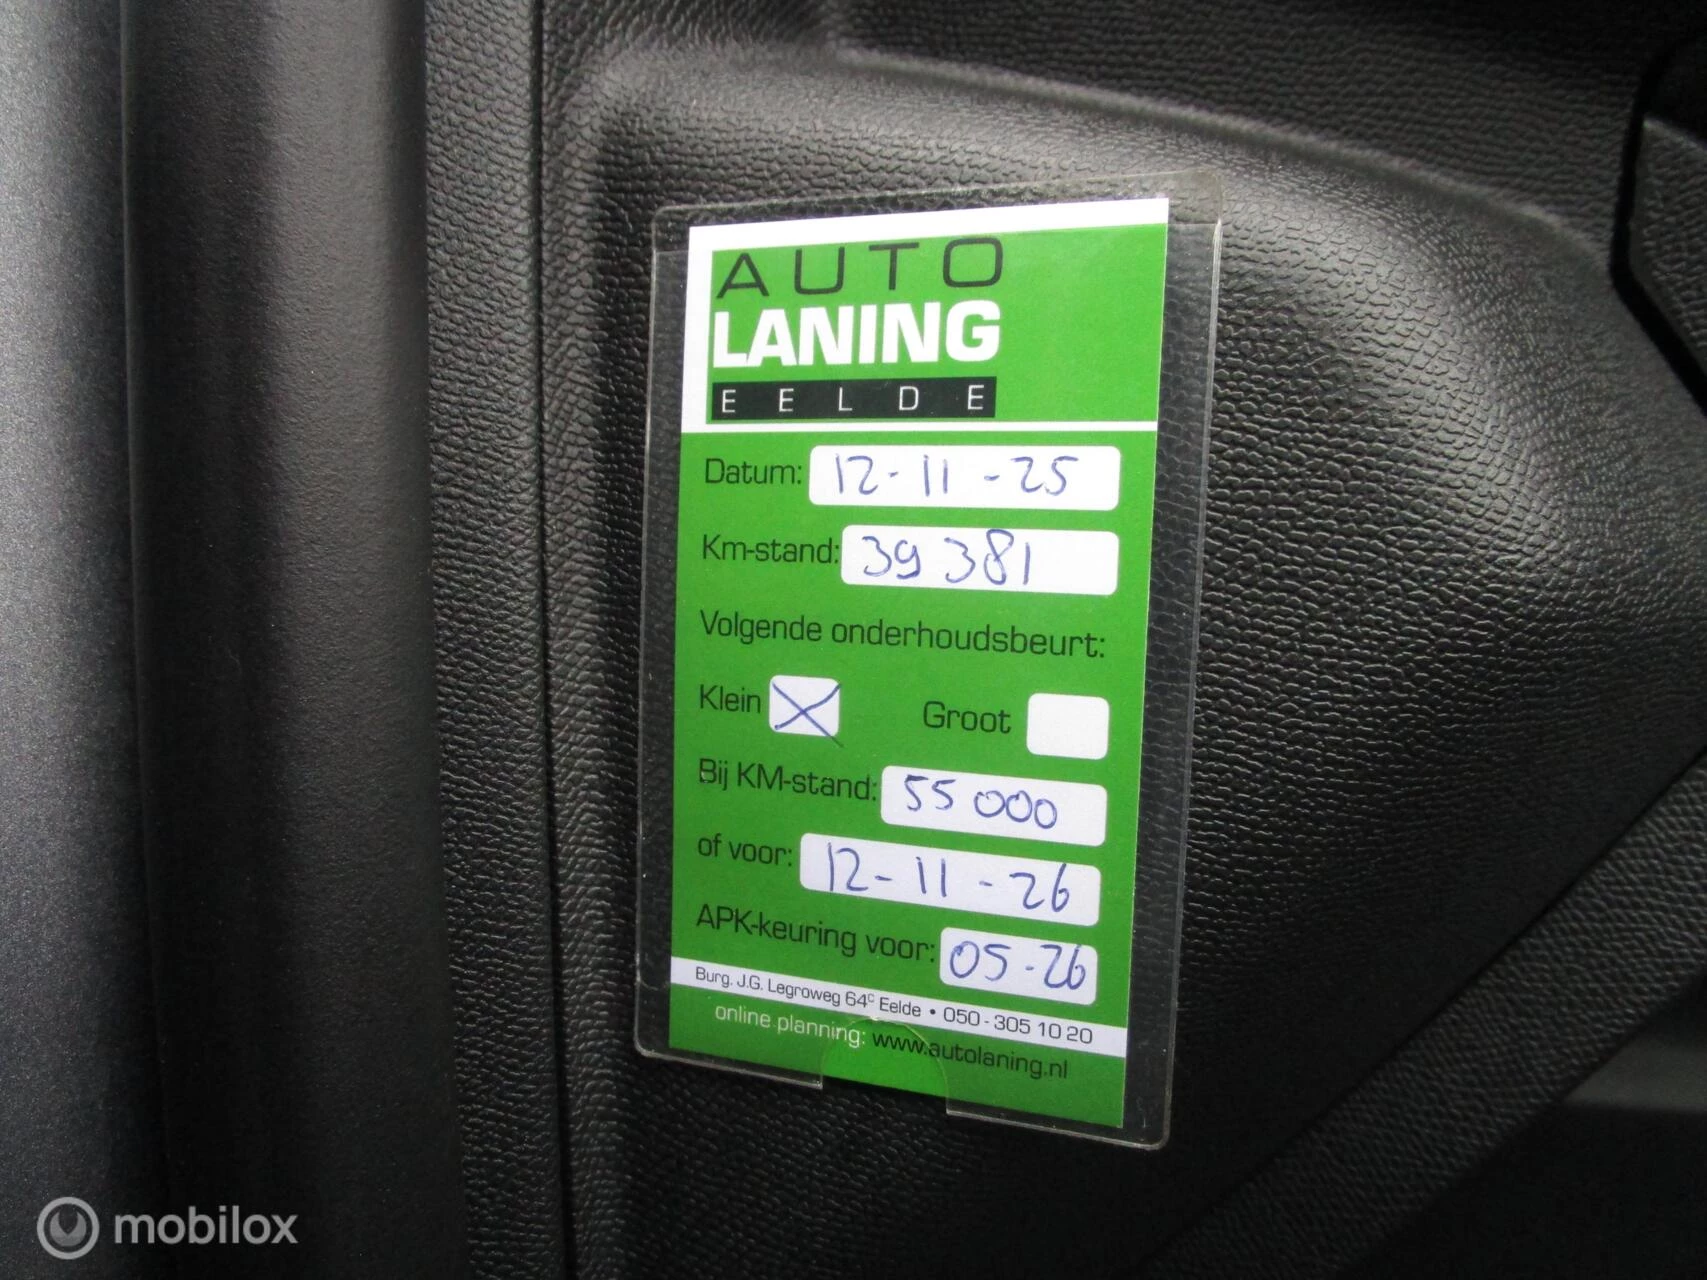 AUTO
LANING
EELDE
Datum: 12-11-25
Km-stand: 39 381
Volgende onderhoudsbeurt:
Klein X Groot
Bij KM-stand: 55 000
of voor: 12-11-26
APK-keuring voor: 05-26
Burg. J.G. Legroweg 64c Eelde • 050 - 305 10 20
online planning: www.autolaning.nl
mobilox